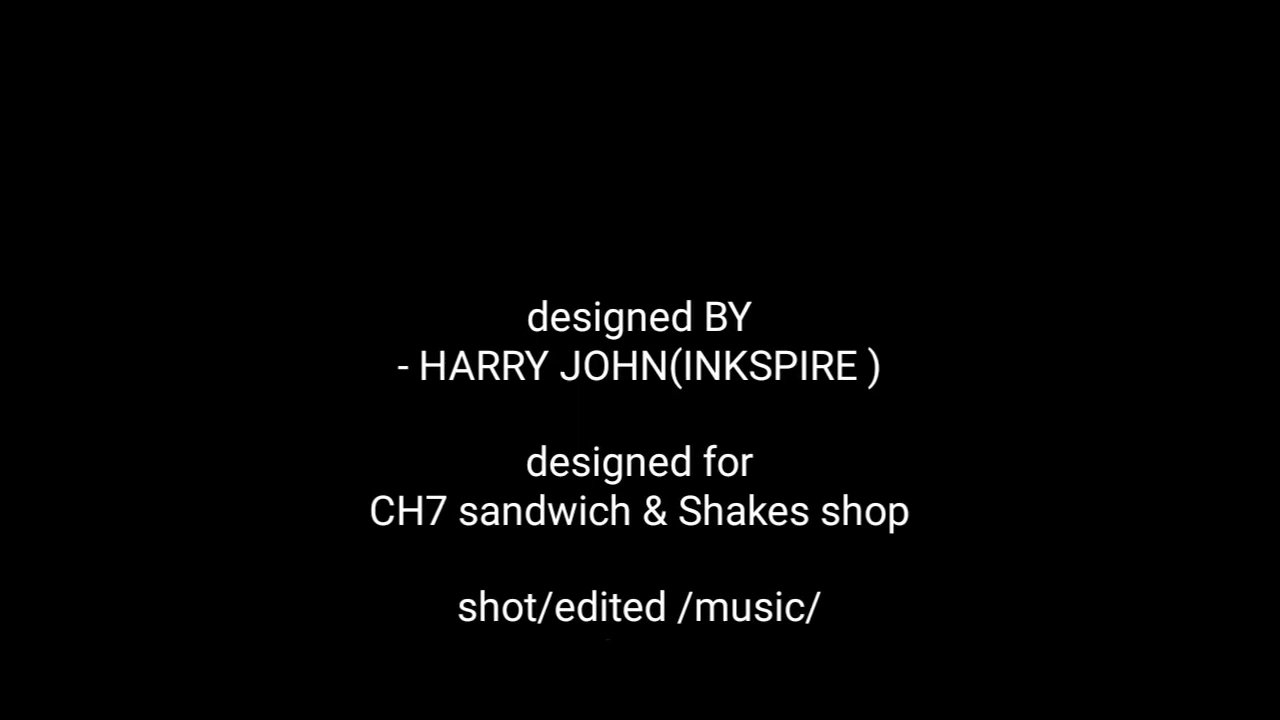 designed BY
- HARRY JOHN(INKSPIRE )
designed for
CH7 sandwich & Shakes shop
shot/edited /music/